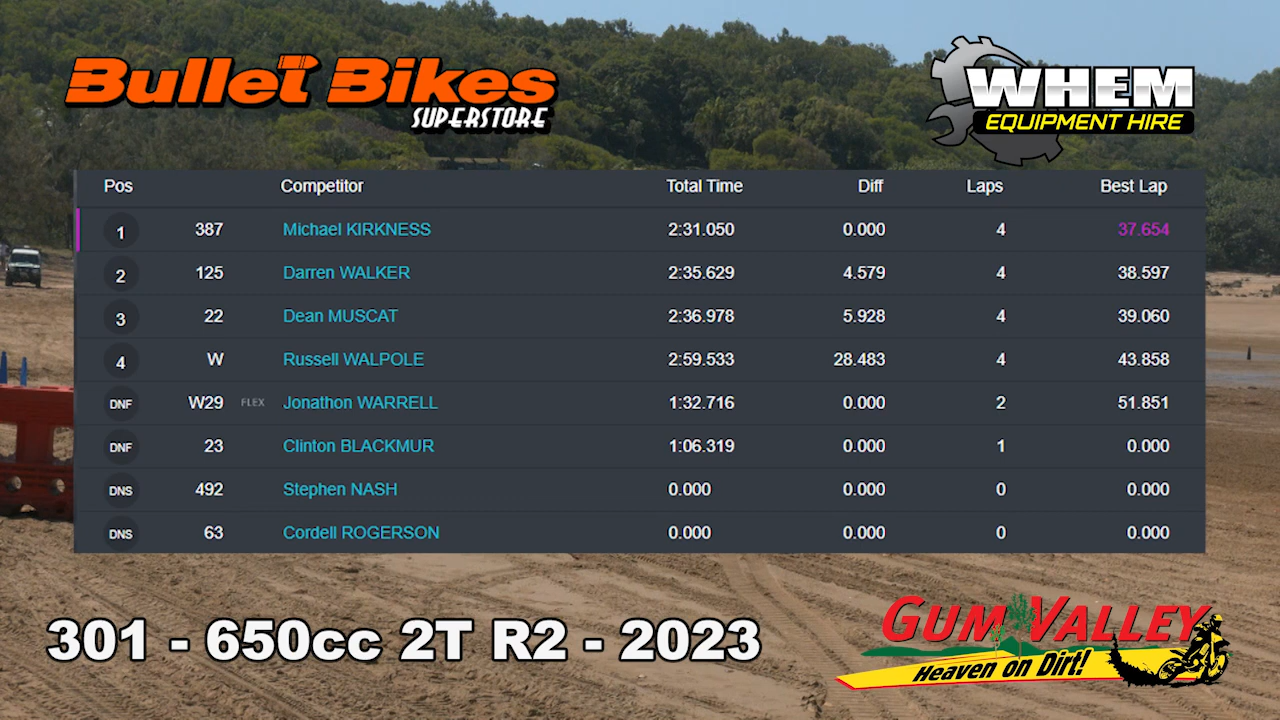 Bullet Bikes
SUPERSTORE
WHEM
EQUIPMENT HIRE
Pos Competitor Total Time Diff Laps Best Lap
1 387 Michael KIRKNESS 2:31.050 0.000 4 37.654
2 125 Darren WALKER 2:35.629 4.579 4 38.597
3 22 Dean MUSCAT 2:36.978 5.928 4 39.060
4 W Russell WALPOLE 2:59.533 28.483 4 43.858
DNF W29 FLEX Jonathon WARRELL 1:32.716 0.000 2 51.851
DNF 23 Clinton BLACKMUR 1:06.319 0.000 1 0.000
DNS 492 Stephen NASH 0.000 0.000 0 0.000
DNS 63 Cordell ROGERSON 0.000 0.000 0 0.000
301 - 650cc 2T R2 - 2023
GUM VALLEY
Heaven on Dirt!